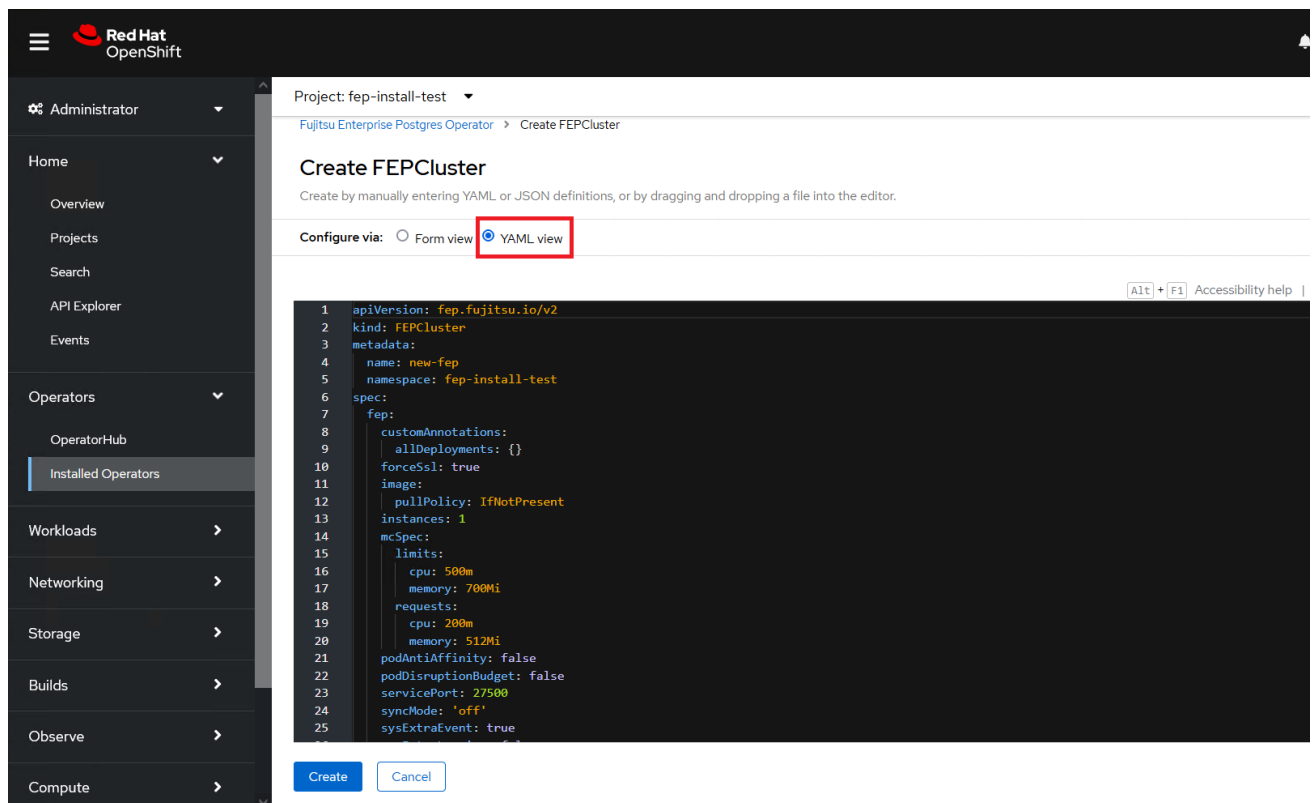 Red Hat
OpenShift
Administrator
Project: fep-install-test
Fujitsu Enterprise Postgres Operator > Create FEPCluster
Home
Create FEPCluster
Create by manually entering YAML or JSON definitions, or by dragging and dropping a file into the editor.
Overview
Projects
Search
API Explorer
Events
Configure via: Form view YAML view
Alt + F1 Accessibility help |
Operators
OperatorHub
Installed Operators
Workloads
Networking
Storage
Builds
Observe
Compute
1 apiVersion: fep.fujitsu.io/v2
2 kind: FEPCluster
3 metadata:
4 name: new-fep
5 namespace: fep-install-test
6 spec:
7 fep:
8 customAnnotations:
9 allDeployments: {}
10 forceSsl: true
11 image:
12 pullPolicy: IfNotPresent
13 instances: 1
14 mcSpec:
15 limits:
16 cpu: 500m
17 memory: 700Mi
18 requests:
19 cpu: 200m
20 memory: 512Mi
21 podAntiAffinity: false
22 podDisruptionBudget: false
23 servicePort: 27500
24 syncMode: 'off'
25 sysExtraEvent: true
Create Cancel